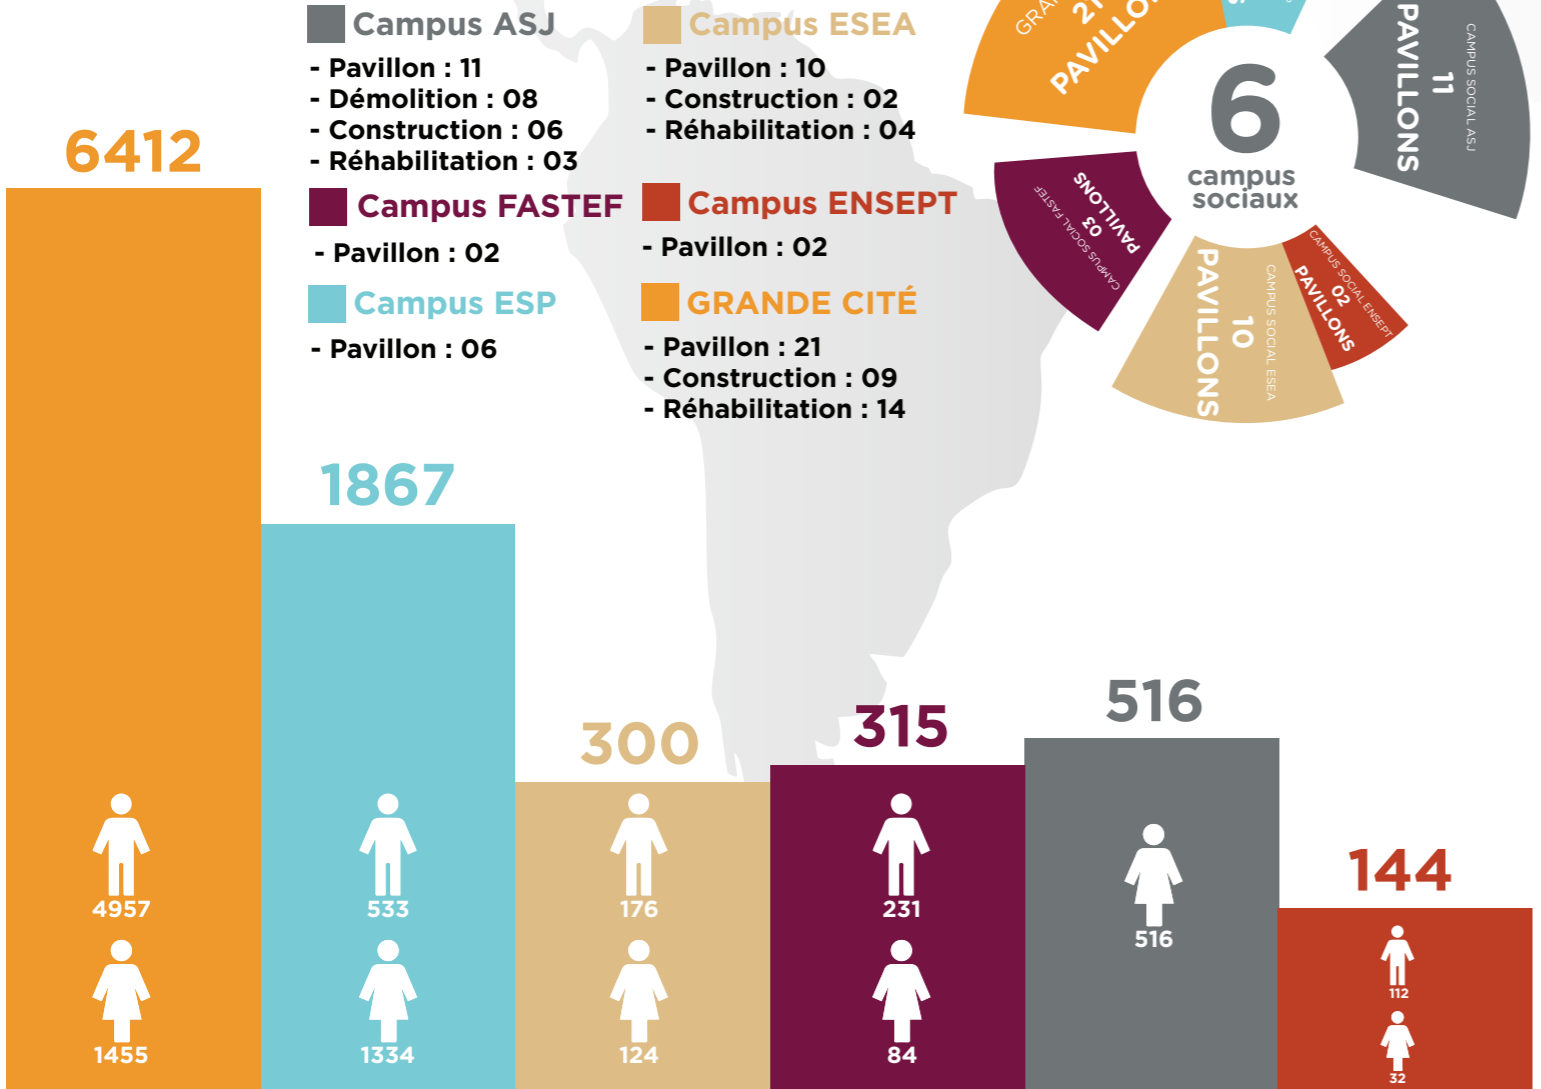 Campus ASJ
- Pavillon : 11
- Démolition : 08
- Construction : 06
- Réhabilitation : 03
Campus ESEA
- Pavillon : 10
- Construction : 02
- Réhabilitation : 04
Campus FASTEF
- Pavillon : 02
Campus ENSEPT
- Pavillon : 02
Campus ESP
- Pavillon : 06
GRANDE CITÉ
- Pavillon : 21
- Construction : 09
- Réhabilitation : 14
21
6
campus
sociaux
CAMPUS SOCIAL ASJ
11
PAVILLONS
CAMPUS SOCIAL ENSEPT
02
PAVILLONS
CAMPUS SOCIAL ESEA
10
PAVILLONS
CAMPUS SOCIAL FASTEF
03
PAVILLONS
6412
4957
1455
1867
533
1334
300
176
124
315
231
84
516
516
144
112
32